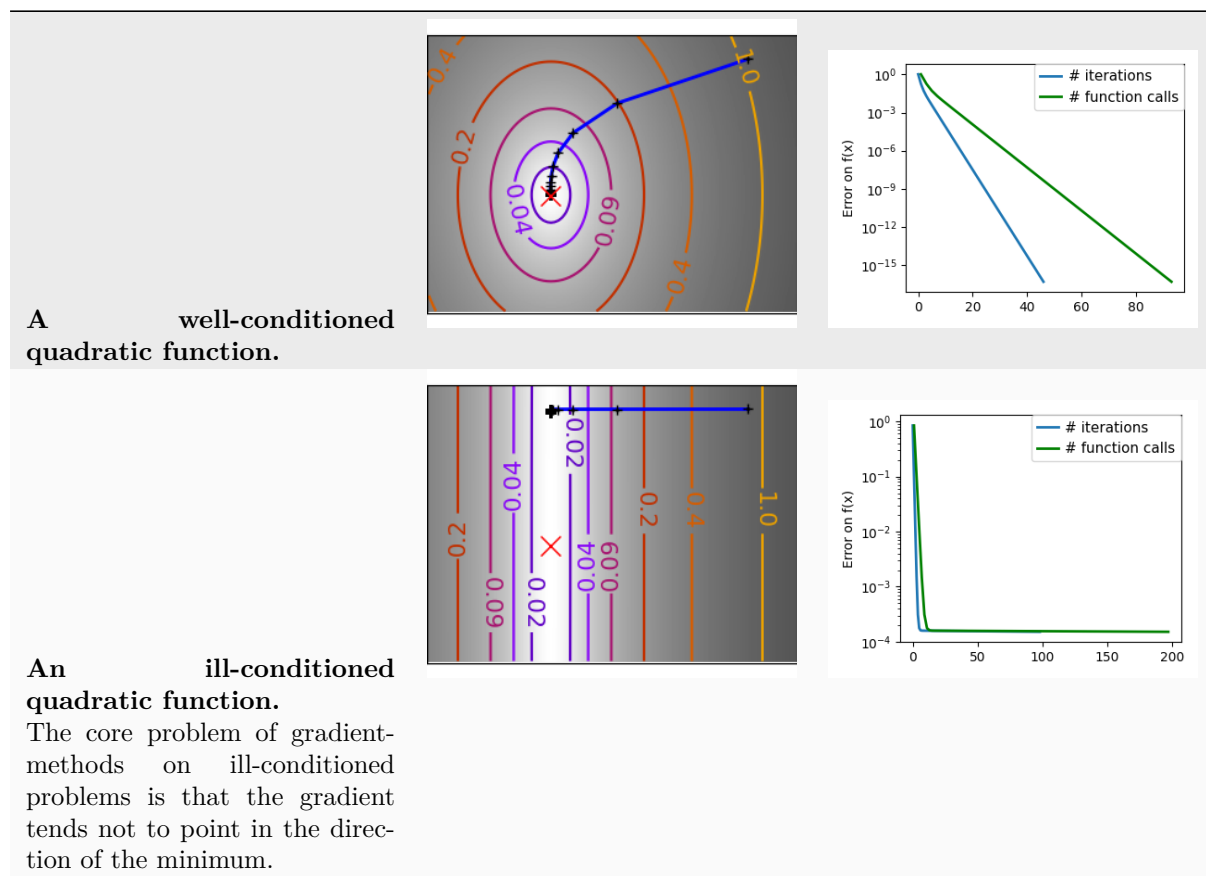 A well-conditioned
quadratic function.
0.4
0.2
0.04
0.09
0.4
1.0
Error on f(x)
10^0
10^-3
10^-6
10^-9
10^-12
10^-15
0 20 40 60 80
# iterations
# function calls
An ill-conditioned
quadratic function.
The core problem of gradient-
methods on ill-conditioned
problems is that the gradient
tends not to point in the direc-
tion of the minimum.
0.2
0.09
0.04
0.02
0.02
0.04
0.09
0.2
0.4
1.0
Error on f(x)
10^0
10^-1
10^-2
10^-3
10^-4
0 50 100 150 200
# iterations
# function calls